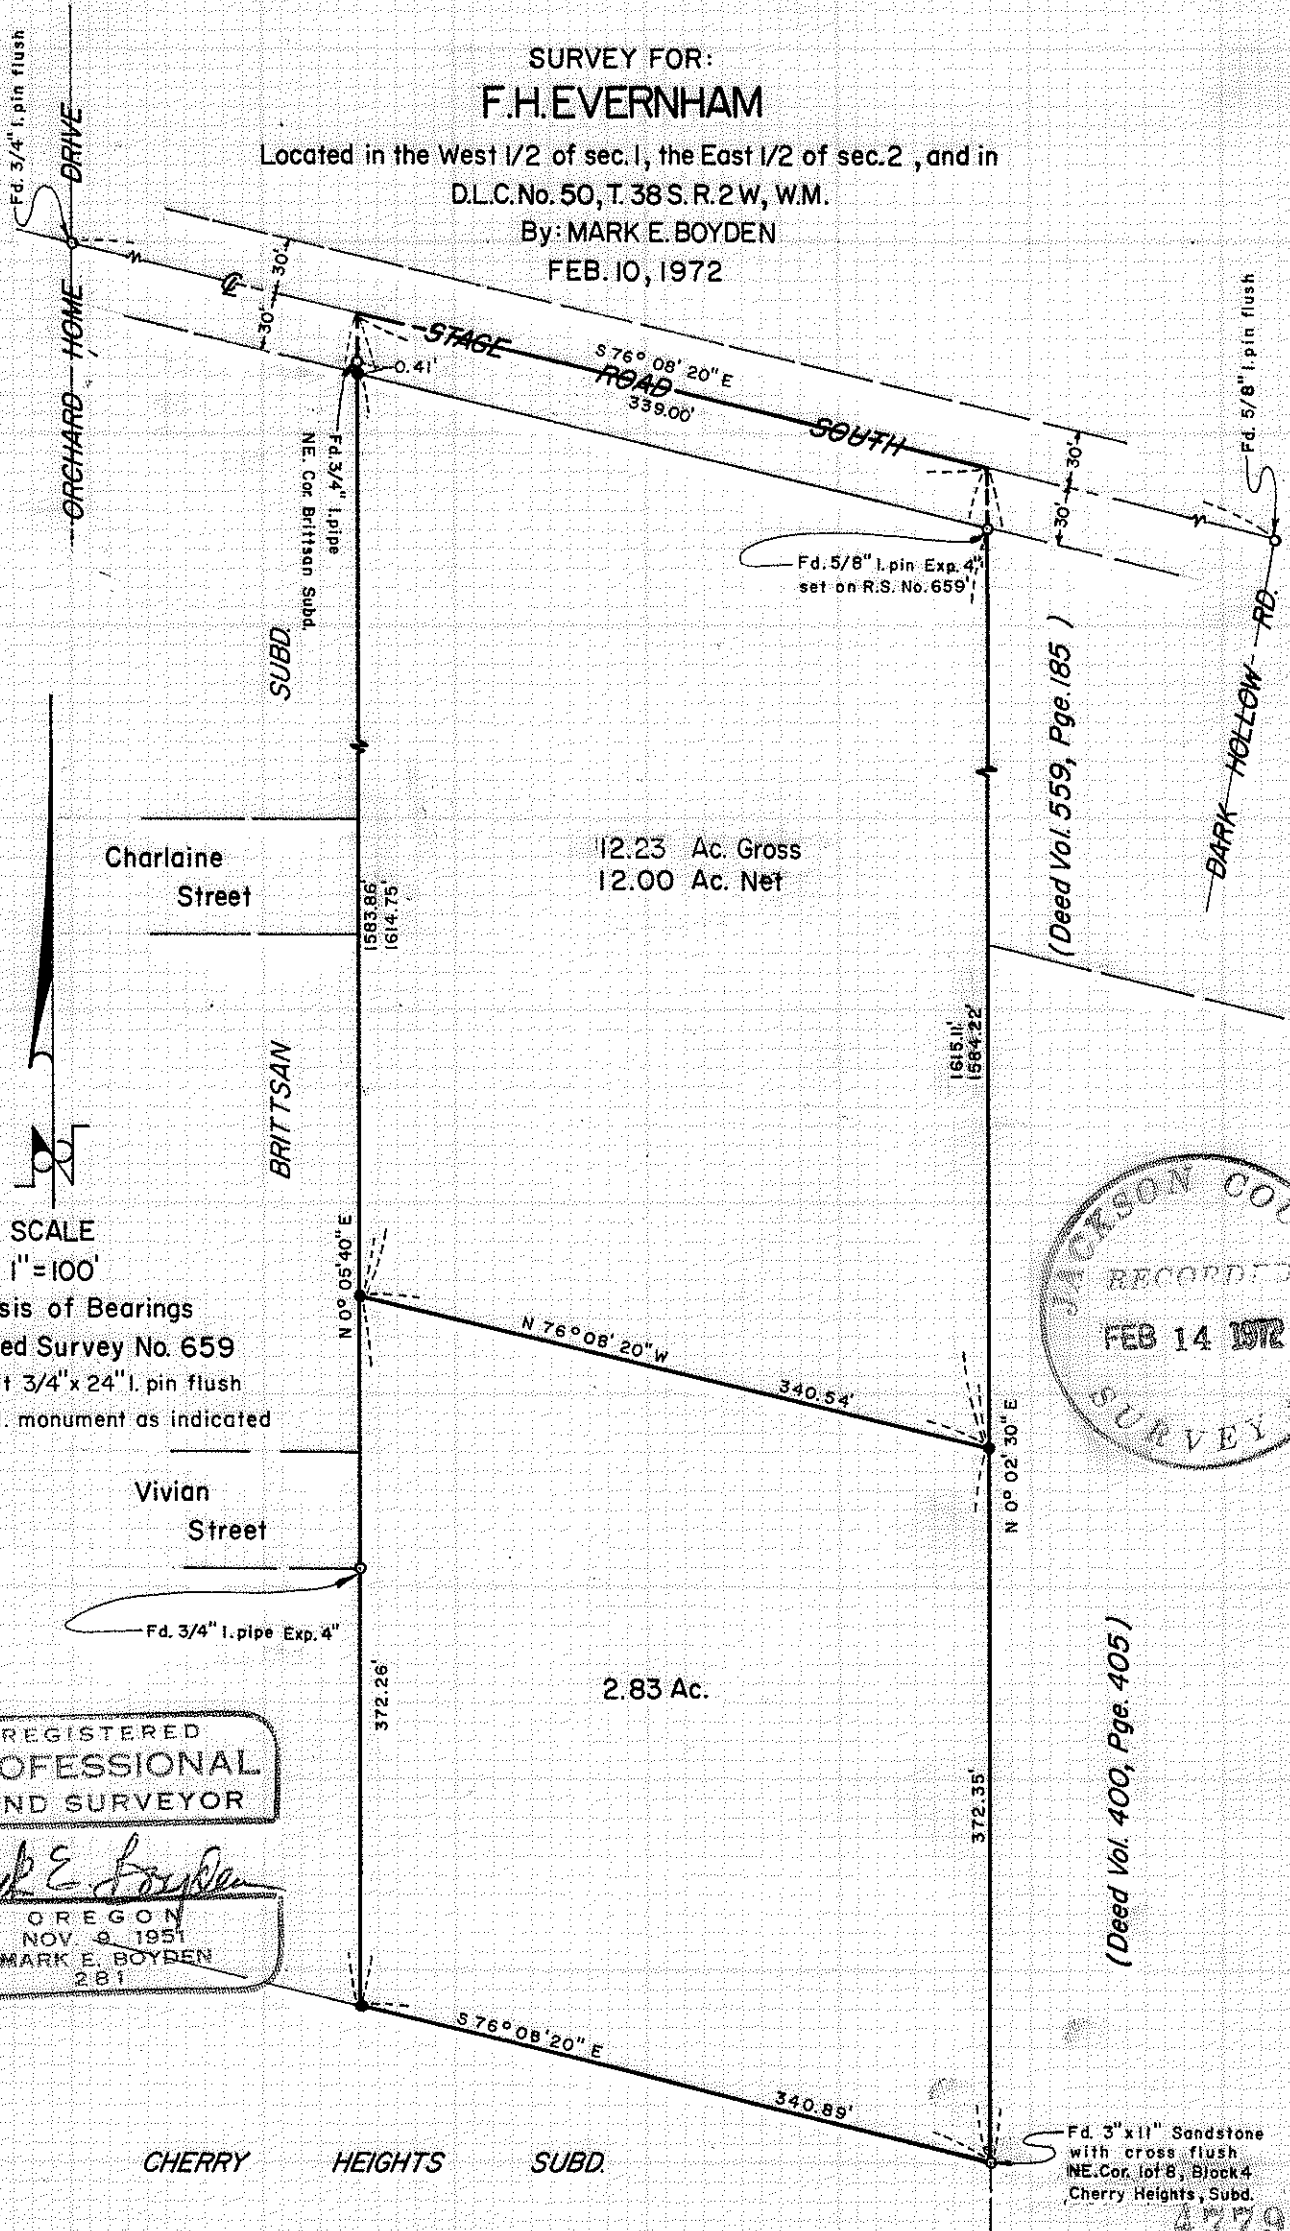 SURVEY FOR:
F.H. EVERNHAM
Located in the West 1/2 of sec. 1, the East 1/2 of sec. 2, and in
D.L.C. No. 50, T. 38 S. R. 2 W, W.M.
By: MARK E. BOYDEN
FEB. 10, 1972
Fd. 3/4" I. pin flush
ORCHARD HOME DRIVE
℄
30'
30'
STAGE ROAD SOUTH
S 76° 08' 20" E
339.00'
0.41'
Fd. 3/4" I. pipe
NE. Cor. Brittsan Subd.
30'
30'
Fd. 5/8" I. pin flush
Fd. 5/8" I. pin Exp. 4"
set on R.S. No. 659
DARK HOLLOW RD.
(Deed Vol. 559, Pge. 185)
BRITTSAN SUBD.
Charlaine
Street
12.23 Ac. Gross
12.00 Ac. Net
1583.86'
1614.75'
1615.11'
1584.22'
SCALE
1"=100'
sis of Bearings
ed Survey No. 659
t 3/4" x 24" I. pin flush
. monument as indicated
N 0° 05' 40" E
N 76° 08' 20" W
340.54'
N 0° 02' 30" E
JACKSON COU
RECORDED
FEB 14 1972
SURVEY
Vivian
Street
Fd. 3/4" I. pipe Exp. 4"
372.26'
2.83 Ac.
372.35'
(Deed Vol. 400, Pge. 405)
REGISTERED
OFESSIONAL
ND SURVEYOR
k E. Boyden
OREGON
NOV. 9 1951
MARK E. BOYDEN
281
S 76° 08' 20" E
340.89'
CHERRY HEIGHTS SUBD.
Fd. 3" x 11" Sandstone
with cross flush
NE. Cor. lot 8, Block 4
Cherry Heights, Subd.
4779